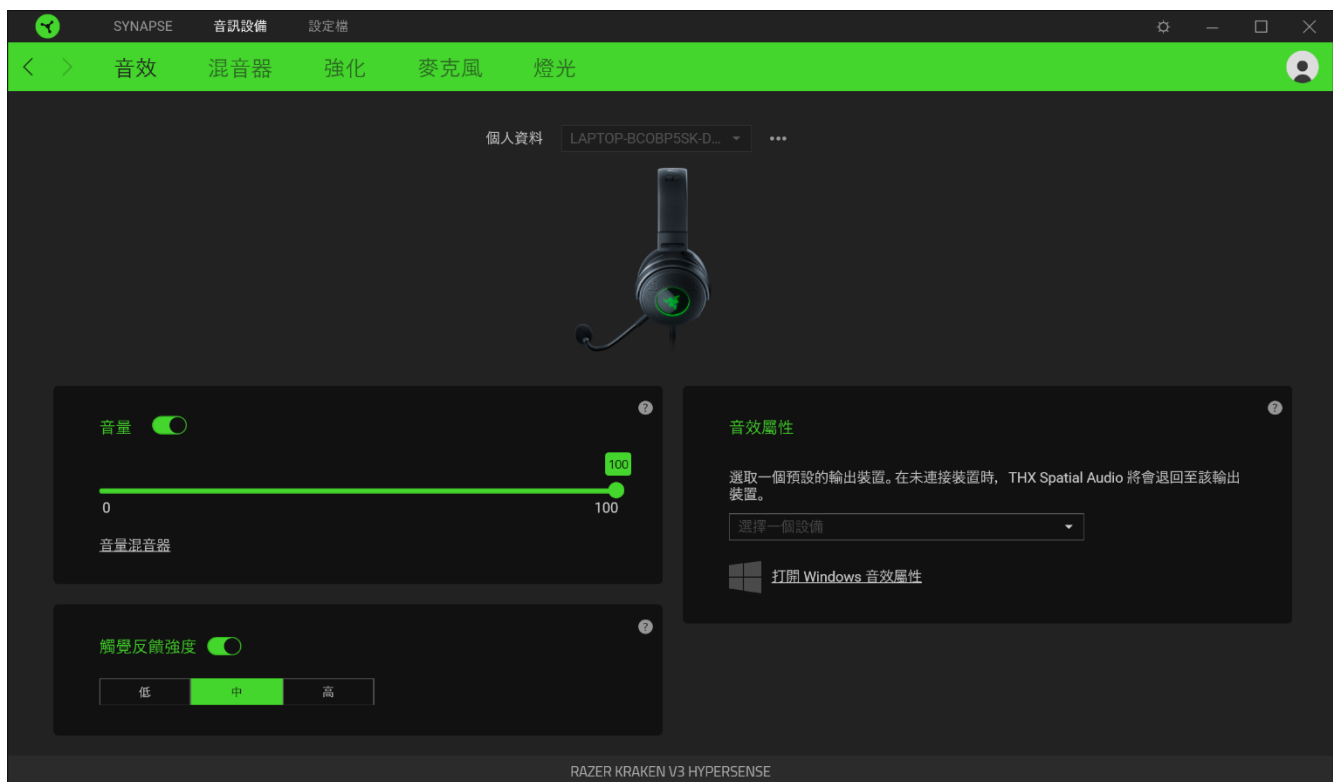 SYNAPSE 音訊設備 設定檔
音效 混音器 強化 麥克風 燈光
個人資料 LAPTOP-BCOBP5SK-D... •••
音量
?
100
0 100
音量混音器
音效屬性
?
選取一個預設的輸出裝置。在未連接裝置時，THX Spatial Audio 將會退回至該輸出
裝置。
選擇一個設備
打開 Windows 音效屬性
觸覺反饋強度
?
低 中 高
RAZER KRAKEN V3 HYPERSENSE